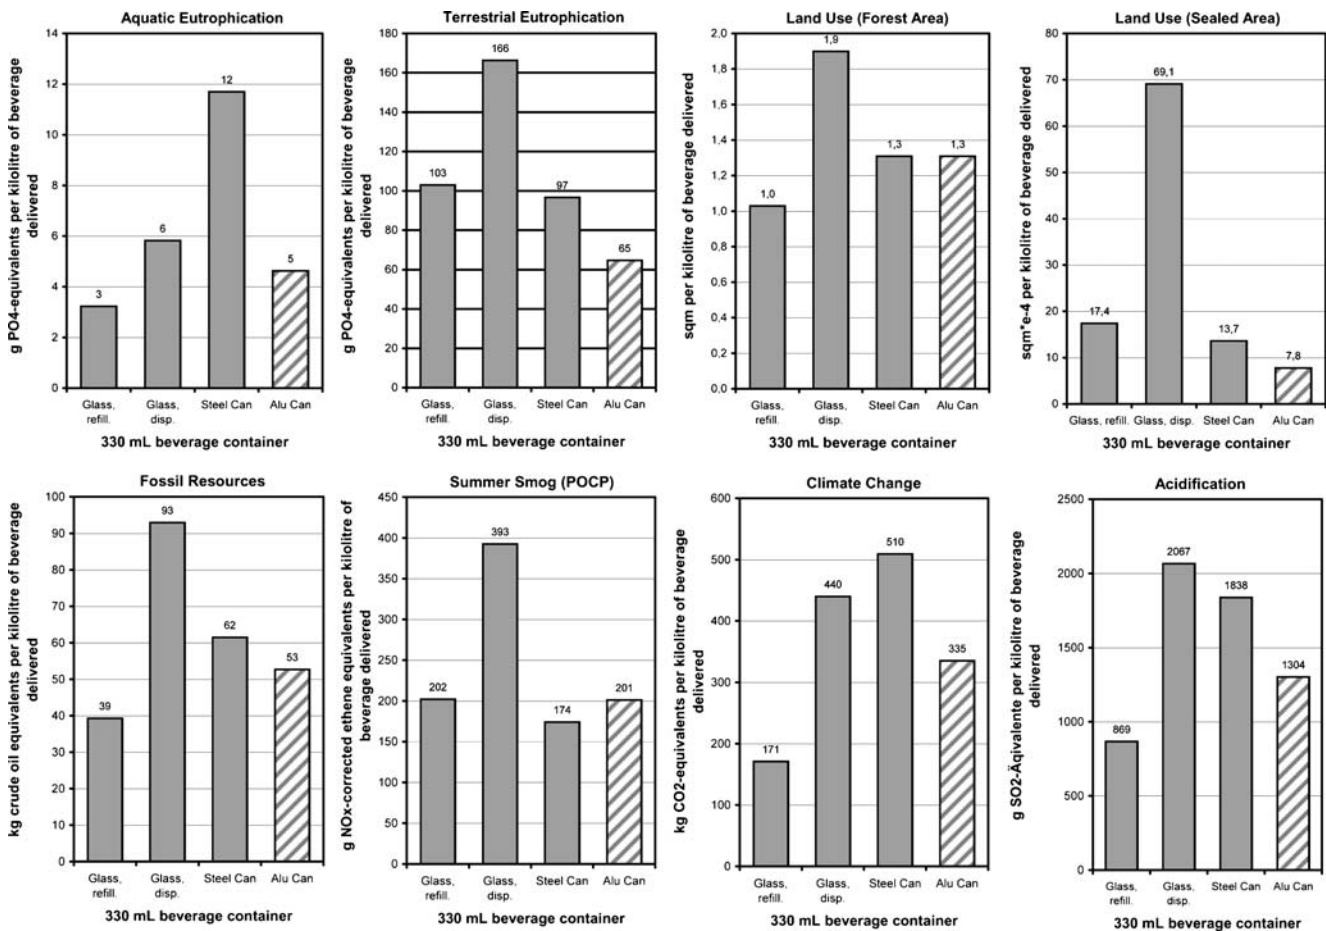 Aquatic Eutrophication
g PO4-equivalents per kilolitre of beverage
delivered
14
12
10
8
6
4
2
0
3
6
12
5
Glass,
refill.
Glass,
disp.
Steel Can
Alu Can
330 mL beverage container
Terrestrial Eutrophication
g PO4-equivalents per kilolitre of beverage
delivered
180
160
140
120
100
80
60
40
20
0
103
166
97
65
Glass,
refill.
Glass,
disp.
Steel Can
Alu Can
330 mL beverage container
Land Use (Forest Area)
sqm per kilolitre of beverage delivered
2,0
1,8
1,6
1,4
1,2
1,0
0,8
0,6
0,4
0,2
0,0
1,0
1,9
1,3
1,3
Glass,
refill.
Glass,
disp.
Steel Can
Alu Can
330 mL beverage container
Land Use (Sealed Area)
sqm*e-4 per kilolitre of beverage delivered
80
70
60
50
40
30
20
10
0
17,4
69,1
13,7
7,8
Glass, refill.
Glass, disp.
Steel Can
Alu Can
330 mL beverage container
Fossil Resources
kg crude oil equivalents per kilolitre of beverage
delivered
100
90
80
70
60
50
40
30
20
10
0
39
93
62
53
Glass,
refill.
Glass,
disp.
Steel Can
Alu Can
330 mL beverage container
Summer Smog (POCP)
g NOx-corrected ethene equivalents per kilolitre of
beverage delivered
450
400
350
300
250
200
150
100
50
0
202
393
174
201
Glass,
refill.
Glass,
disp.
Steel Can
Alu Can
330 mL beverage container
Climate Change
kg CO2-equivalents per kilolitre of beverage
delivered
600
500
400
300
200
100
0
171
440
510
335
Glass,
refill.
Glass,
disp.
Steel Can
Alu Can
330 mL beverage container
Acidification
g SO2-Äqivalente per kilolitre of beverage
delivered
2500
2000
1500
1000
500
0
869
2067
1838
1304
Glass,
refill.
Glass,
disp.
Steel Can
Alu Can
330 mL beverage container